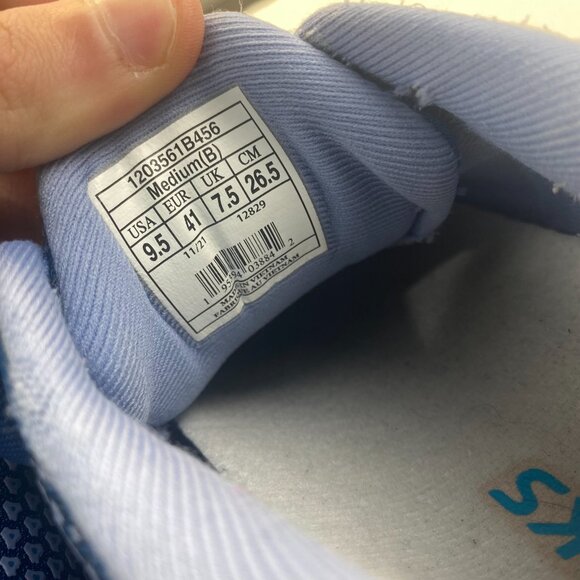 1203561B456
Medium(B)
USA EUR UK CM
9.5 41 7.5 26.5
11/21 12829
MADE IN VIETNAM
FABRIQUÉ AU VIETNAM
KS